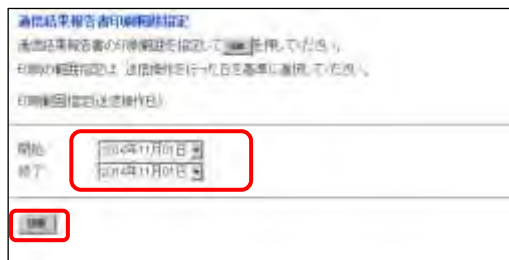 通信結果報告書印刷範囲指定
通信結果報告書の印刷範囲を指定して を押してください。
印刷の範囲指定は、送信操作を行った日を基準に選択してください。
印刷範囲指定(送信操作日)
開始 2014年11月01日
終了 2014年11月01日